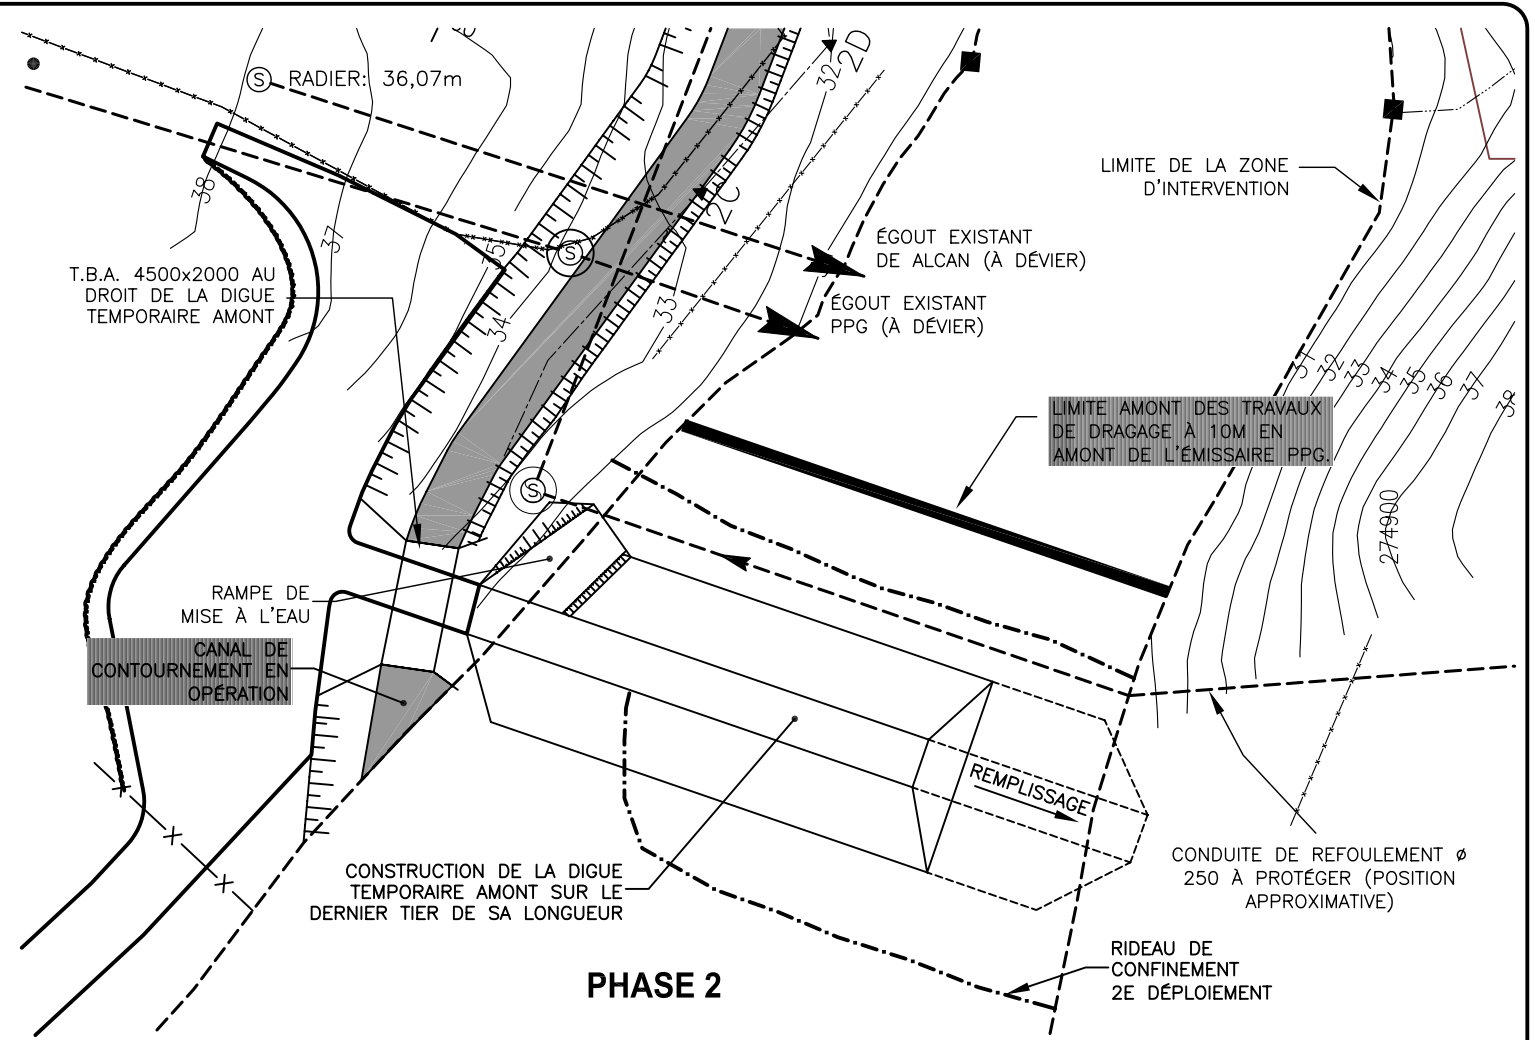 S RADIER: 36,07m
32
2D
LIMITE DE LA ZONE
D'INTERVENTION
38
37
2C
35
S
ÉGOUT EXISTANT
DE ALCAN (À DÉVIER)
T.B.A. 4500x2000 AU
DROIT DE LA DIGUE
TEMPORAIRE AMONT
34
33
ÉGOUT EXISTANT
PPG (À DÉVIER)
31
32
33
34
35
36
37
38
LIMITE AMONT DES TRAVAUX
DE DRAGAGE À 10M EN
AMONT DE L'ÉMISSAIRE PPG.
S
274900
RAMPE DE
MISE À L'EAU
CANAL DE
CONTOURNEMENT EN
OPÉRATION
REMPLISSAGE
CONSTRUCTION DE LA DIGUE
TEMPORAIRE AMONT SUR LE
DERNIER TIER DE SA LONGUEUR
CONDUITE DE REFOULEMENT ø
250 À PROTÉGER (POSITION
APPROXIMATIVE)
RIDEAU DE
CONFINEMENT
2E DÉPLOIEMENT
PHASE 2